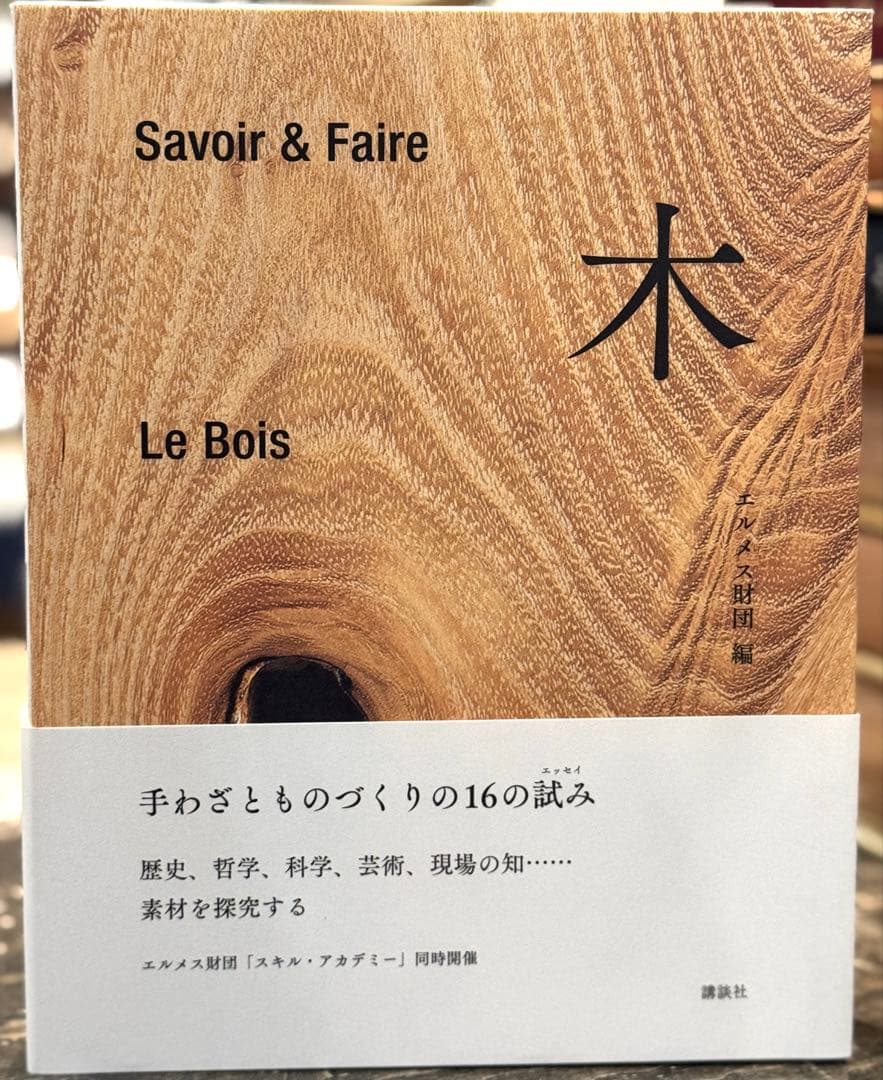 Savoir & Faire
木
Le Bois
エルメス財団 編
手わざとものづくりの16の試み
エッセイ
歴史、哲学、科学、芸術、現場の知……
素材を探究する
エルメス財団「スキル・アカデミー」同時開催
講談社